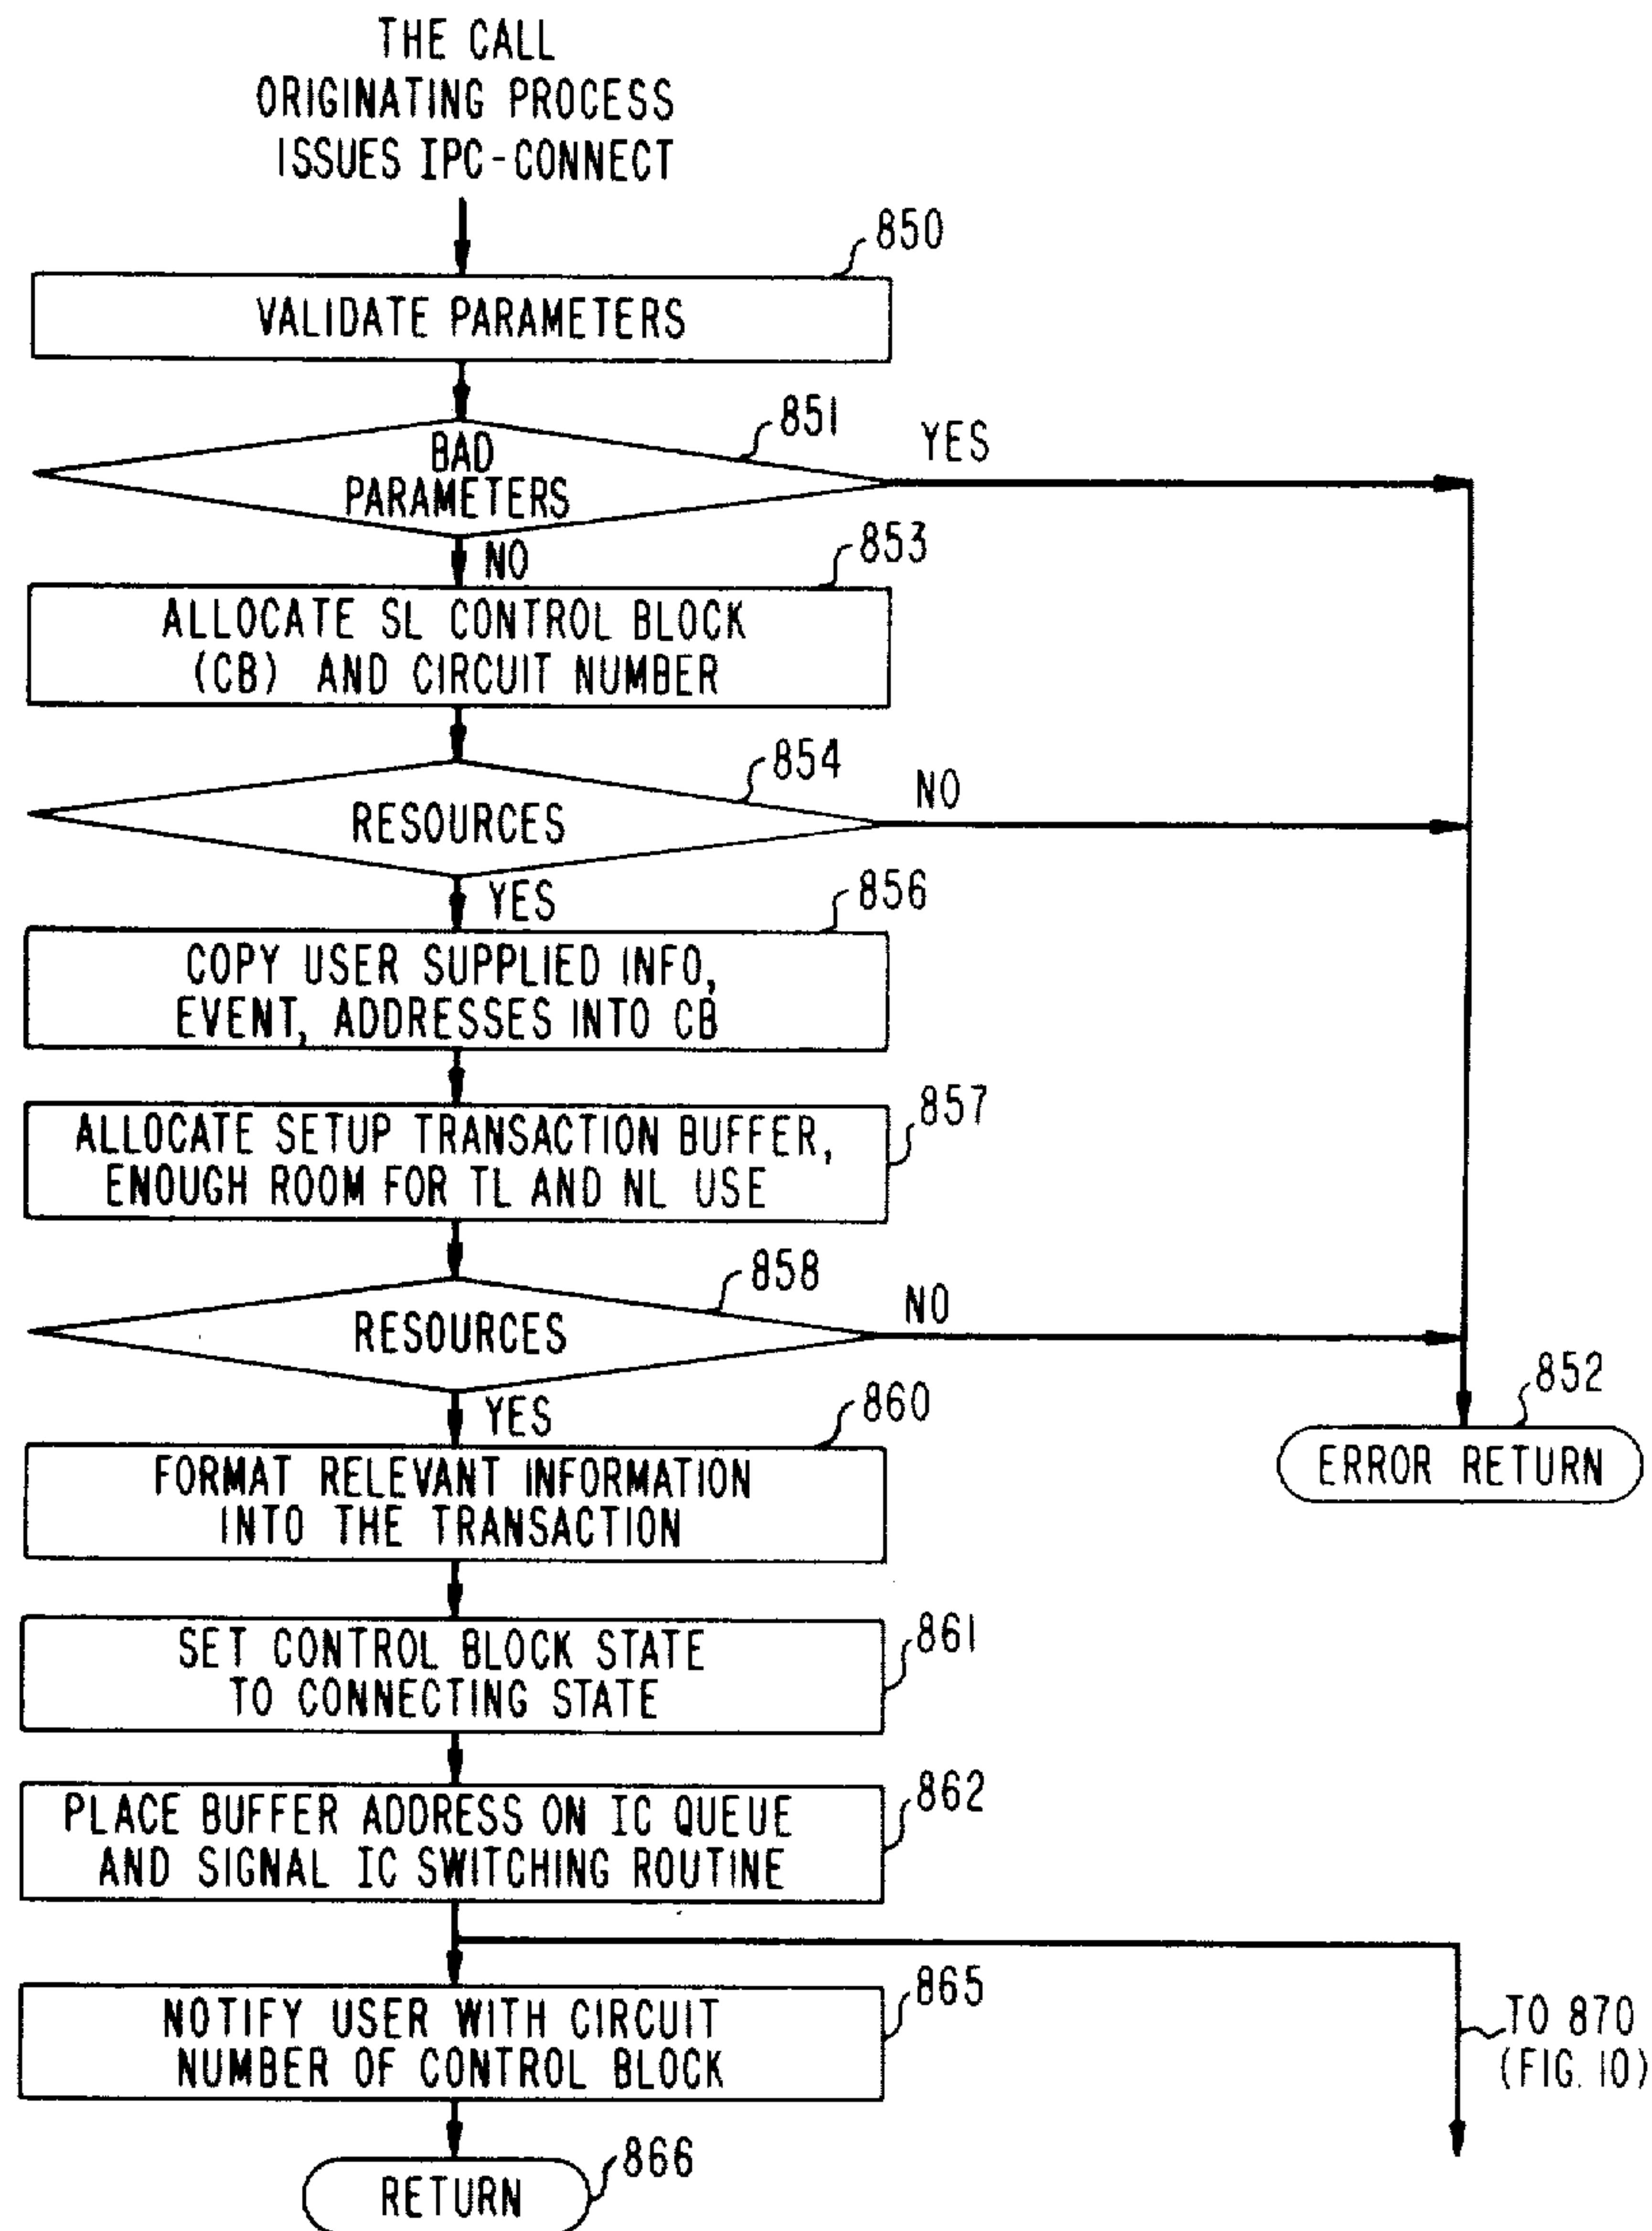 THE CALL
ORIGINATING PROCESS
ISSUES IPC-CONNECT
850
VALIDATE PARAMETERS
851
BAD
PARAMETERS
YES
NO
853
ALLOCATE SL CONTROL BLOCK
(CB) AND CIRCUIT NUMBER
854
RESOURCES
NO
YES
856
COPY USER SUPPLIED INFO,
EVENT, ADDRESSES INTO CB
857
ALLOCATE SETUP TRANSACTION BUFFER,
ENOUGH ROOM FOR TL AND NL USE
858
RESOURCES
NO
YES
852
ERROR RETURN
860
FORMAT RELEVANT INFORMATION
INTO THE TRANSACTION
861
SET CONTROL BLOCK STATE
TO CONNECTING STATE
862
PLACE BUFFER ADDRESS ON IC QUEUE
AND SIGNAL IC SWITCHING ROUTINE
865
NOTIFY USER WITH CIRCUIT
NUMBER OF CONTROL BLOCK
TO 870
(FIG. 10)
866
RETURN